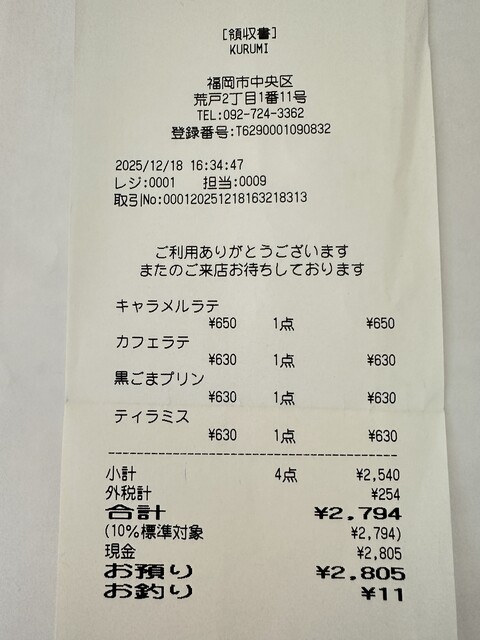 [領収書]
KURUMI
福岡市中央区
荒戸2丁目1番11号
TEL:092-724-3362
登録番号:T6290001090832
2025/12/18 16:34:47
レジ:0001 担当:0009
取引No:000120251218163218313
ご利用ありがとうございます
またのご来店お待ちしております
キャラメルラテ
¥650 1点 ¥650
カフェラテ
¥630 1点 ¥630
黒ごまプリン
¥630 1点 ¥630
ティラミス
¥630 1点 ¥630
小計 4点 ¥2,540
外税計 ¥254
合計 ¥2,794
(10%標準対象 ¥2,794)
現金 ¥2,805
お預り ¥2,805
お釣り ¥11